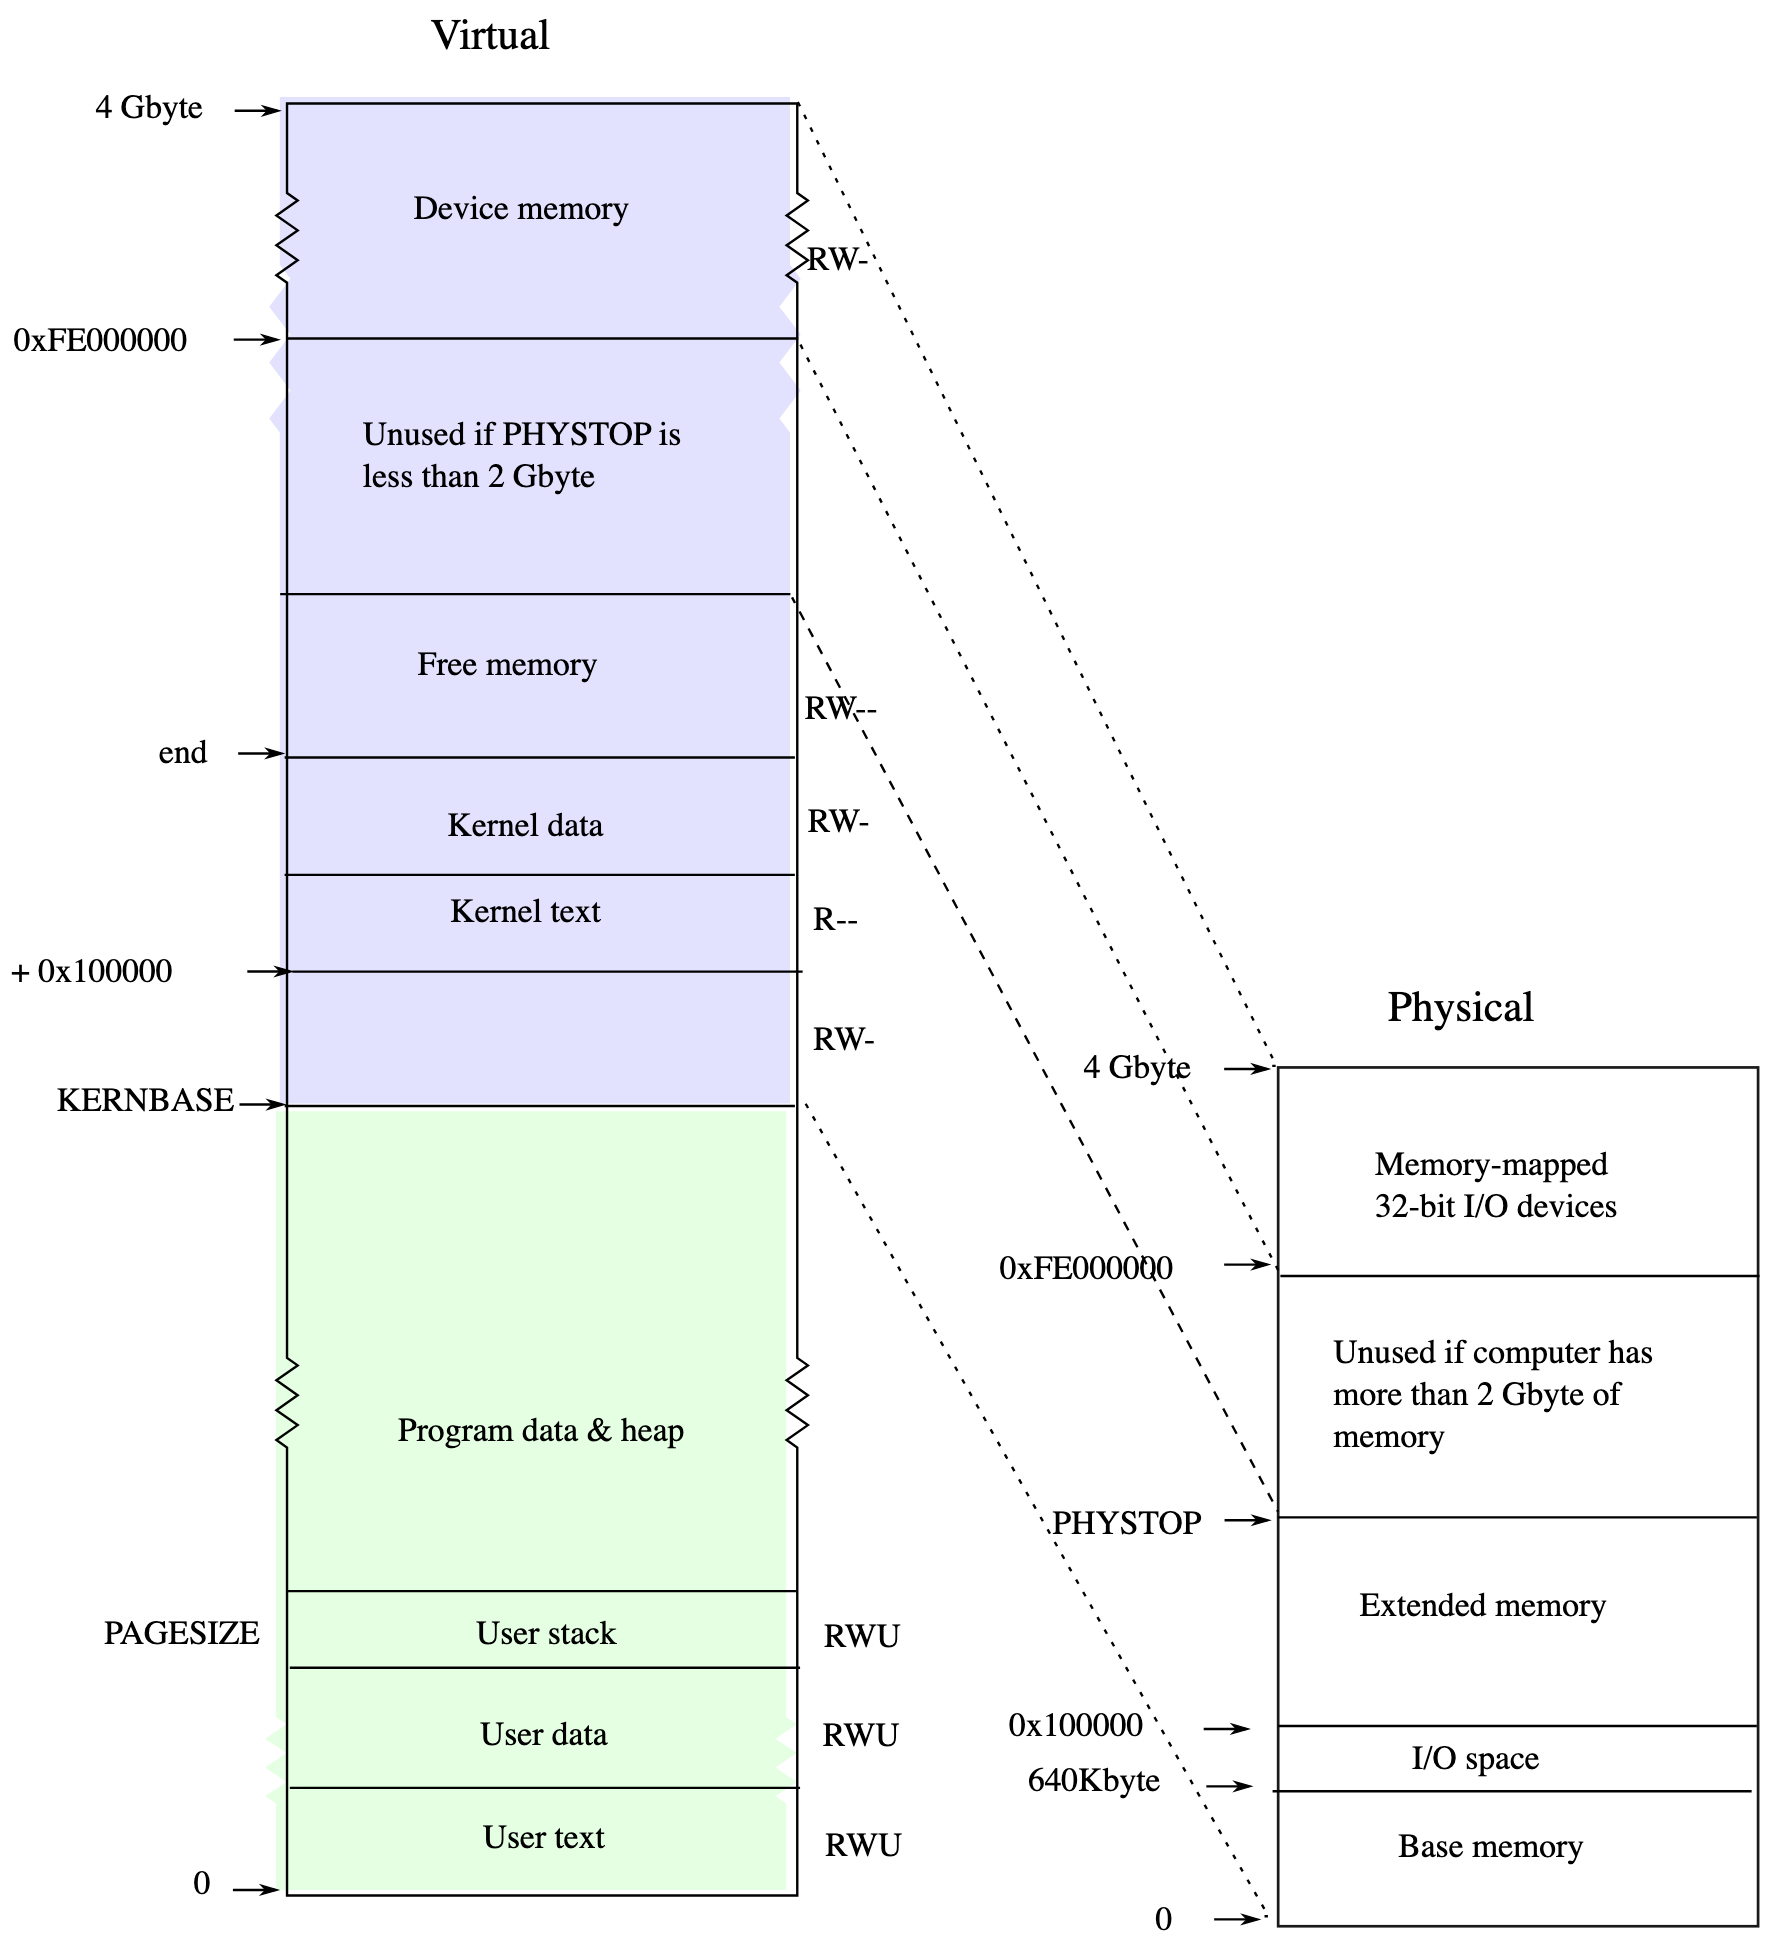 Virtual
4 Gbyte
Device memory
RW-
0xFE000000
Unused if PHYSTOP is
less than 2 Gbyte
Free memory
RW--
end
Kernel data
RW-
Kernel text
R--
+ 0x100000
RW-
KERNBASE
Program data & heap
PAGESIZE
User stack
RWU
User data
RWU
User text
RWU
0
Physical
4 Gbyte
Memory-mapped
32-bit I/O devices
0xFE000000
Unused if computer has
more than 2 Gbyte of
memory
PHYSTOP
Extended memory
0x100000
I/O space
640Kbyte
Base memory
0